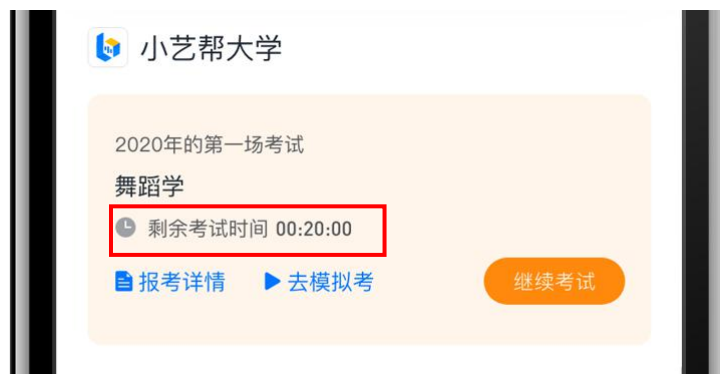 小艺帮大学
2020年的第一场考试
舞蹈学
剩余考试时间 00:20:00
报考详情 去模拟考 继续考试